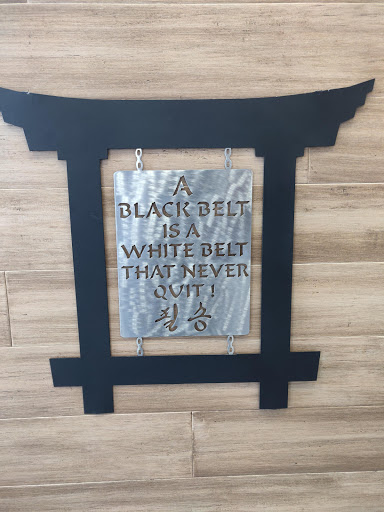 A
BLACK BELT
IS A
WHITE BELT
THAT NEVER
QUIT!
필승